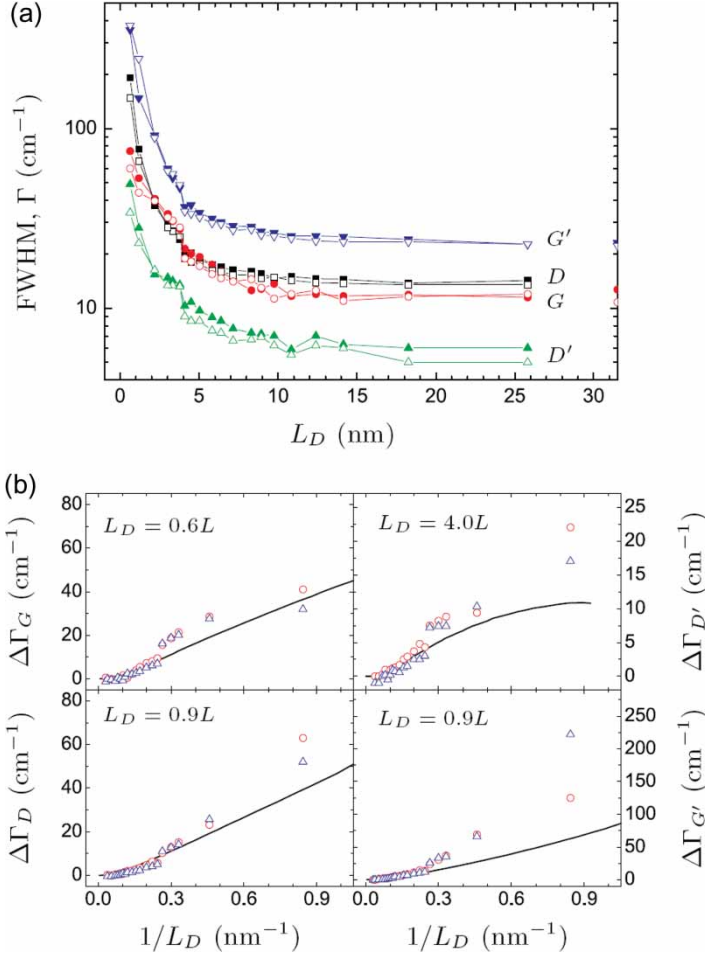 (a)
FWHM, Γ (cm⁻¹)
100
10
G′
D
G
D′
0 5 10 15 20 25 30
L_D (nm)
(b)
80
60
40
20
0
ΔΓ_G (cm⁻¹)
L_D = 0.6L
L_D = 4.0L
25
20
15
10
5
0
ΔΓ_D′ (cm⁻¹)
80
60
40
20
0
ΔΓ_D (cm⁻¹)
L_D = 0.9L
L_D = 0.9L
250
200
150
100
50
0
ΔΓ_G′ (cm⁻¹)
0.0 0.3 0.6 0.9 0.0 0.3 0.6 0.9
1/L_D (nm⁻¹) 1/L_D (nm⁻¹)